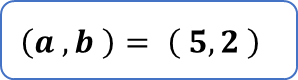 (a , b ) = ( 5, 2 )